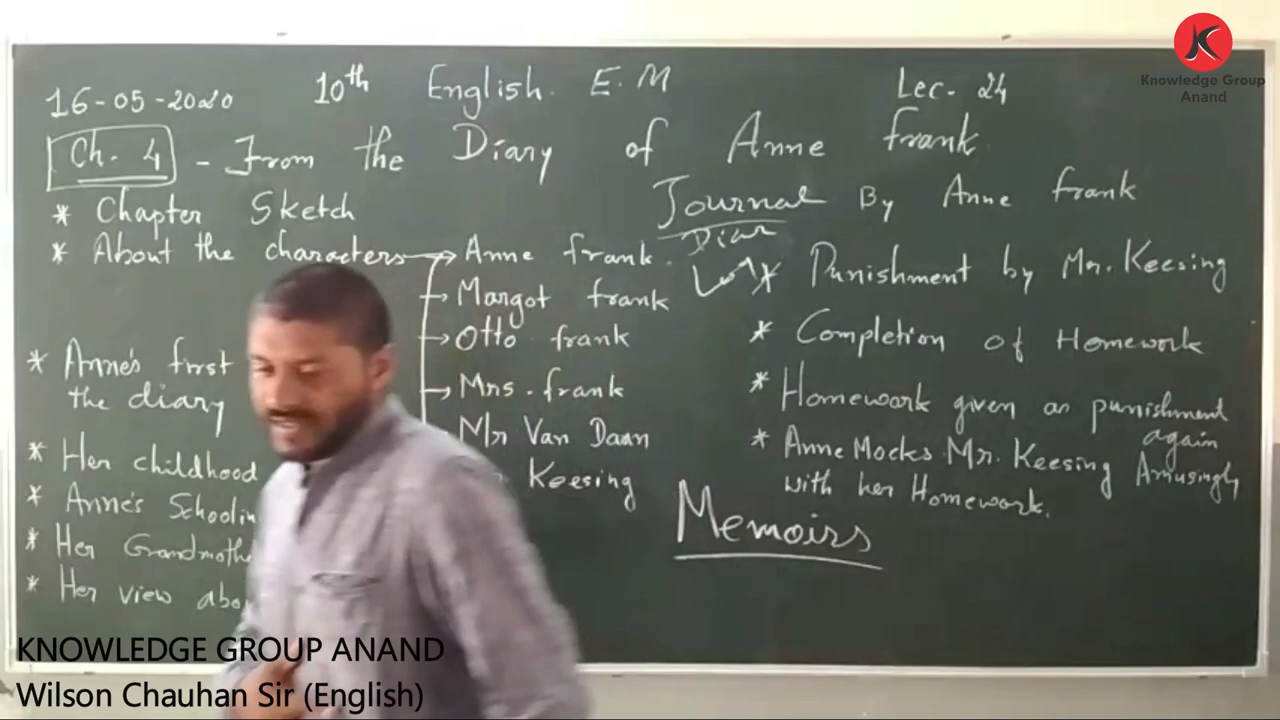 16-05-2020 10th English. E.M Lec. 24
Ch. 4 - From the Diary of Anne frank
Journal By Anne frank
Diar
* Chapter Sketch
* About the characters → Anne frank.
→ Margot frank
→ Otto frank
→ Mrs. frank
Mr Van Daan
Keesing
* Anne's first
the diary
* Her childhood
* Anne's Schoolin
* Her Grandmothe
* Her view abo
* Punishment by Mr. Keesing
* Completion of Homework
* Homework given as punishment
again
* Anne Mocks Mr. Keesing Amusingly
with her Homework.
Memoirs
K
Knowledge Group
Anand
KNOWLEDGE GROUP ANAND
Wilson Chauhan Sir (English)